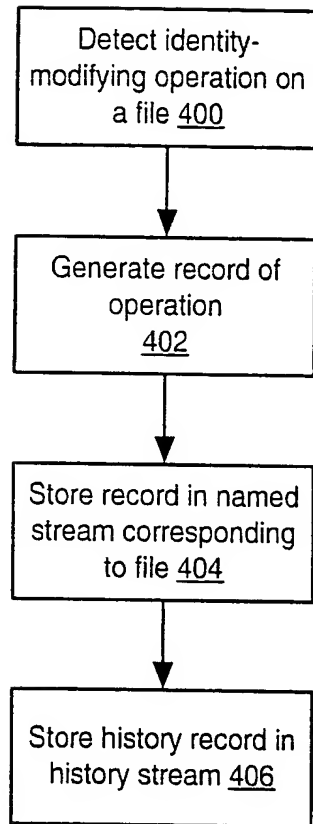 Detect identity-
modifying operation on
a file 400
Generate record of
operation
402
Store record in named
stream corresponding
to file 404
Store history record in
history stream 406